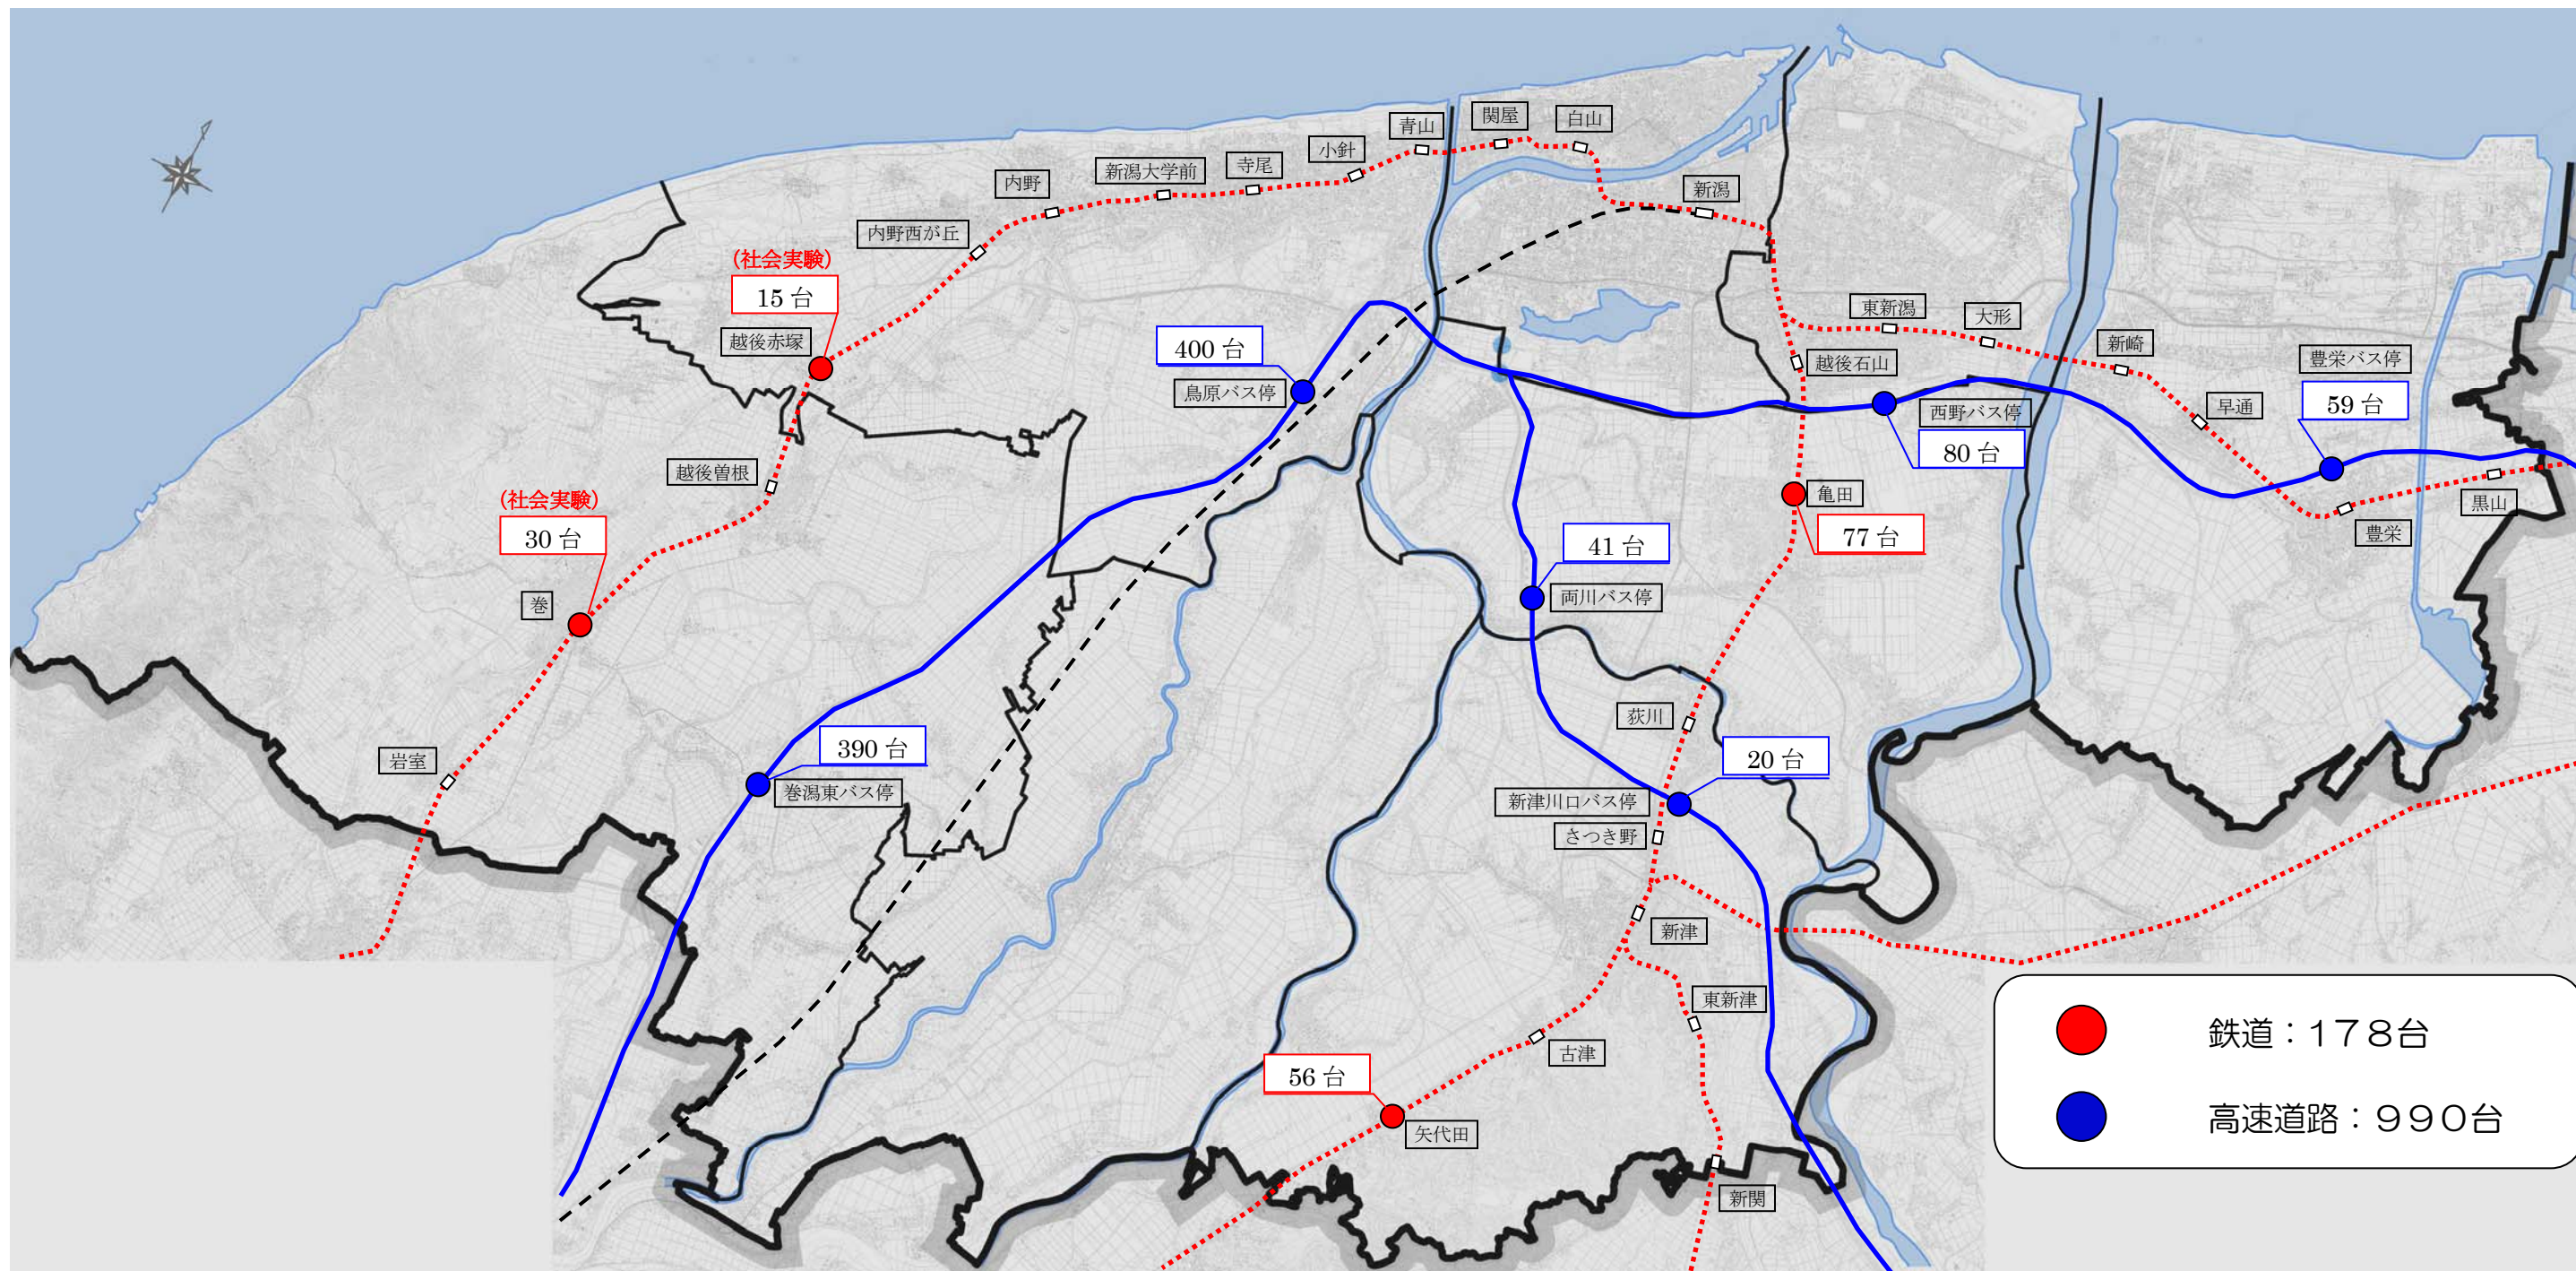 関屋
白山
青山
小針
寺尾
新潟大学前
内野
新潟
内野西が丘
(社会実験)
15 台
越後赤塚
東新潟
大形
新崎
越後石山
豊栄バス停
59 台
400 台
鳥原バス停
早通
西野バス停
80 台
越後曽根
亀田
77 台
黒山
豊栄
(社会実験)
30 台
巻
41 台
両川バス停
荻川
岩室
390 台
巻潟東バス停
20 台
新津川口バス停
さつき野
新津
東新津
古津
56 台
矢代田
新関
鉄道：１７８台
高速道路：９９０台